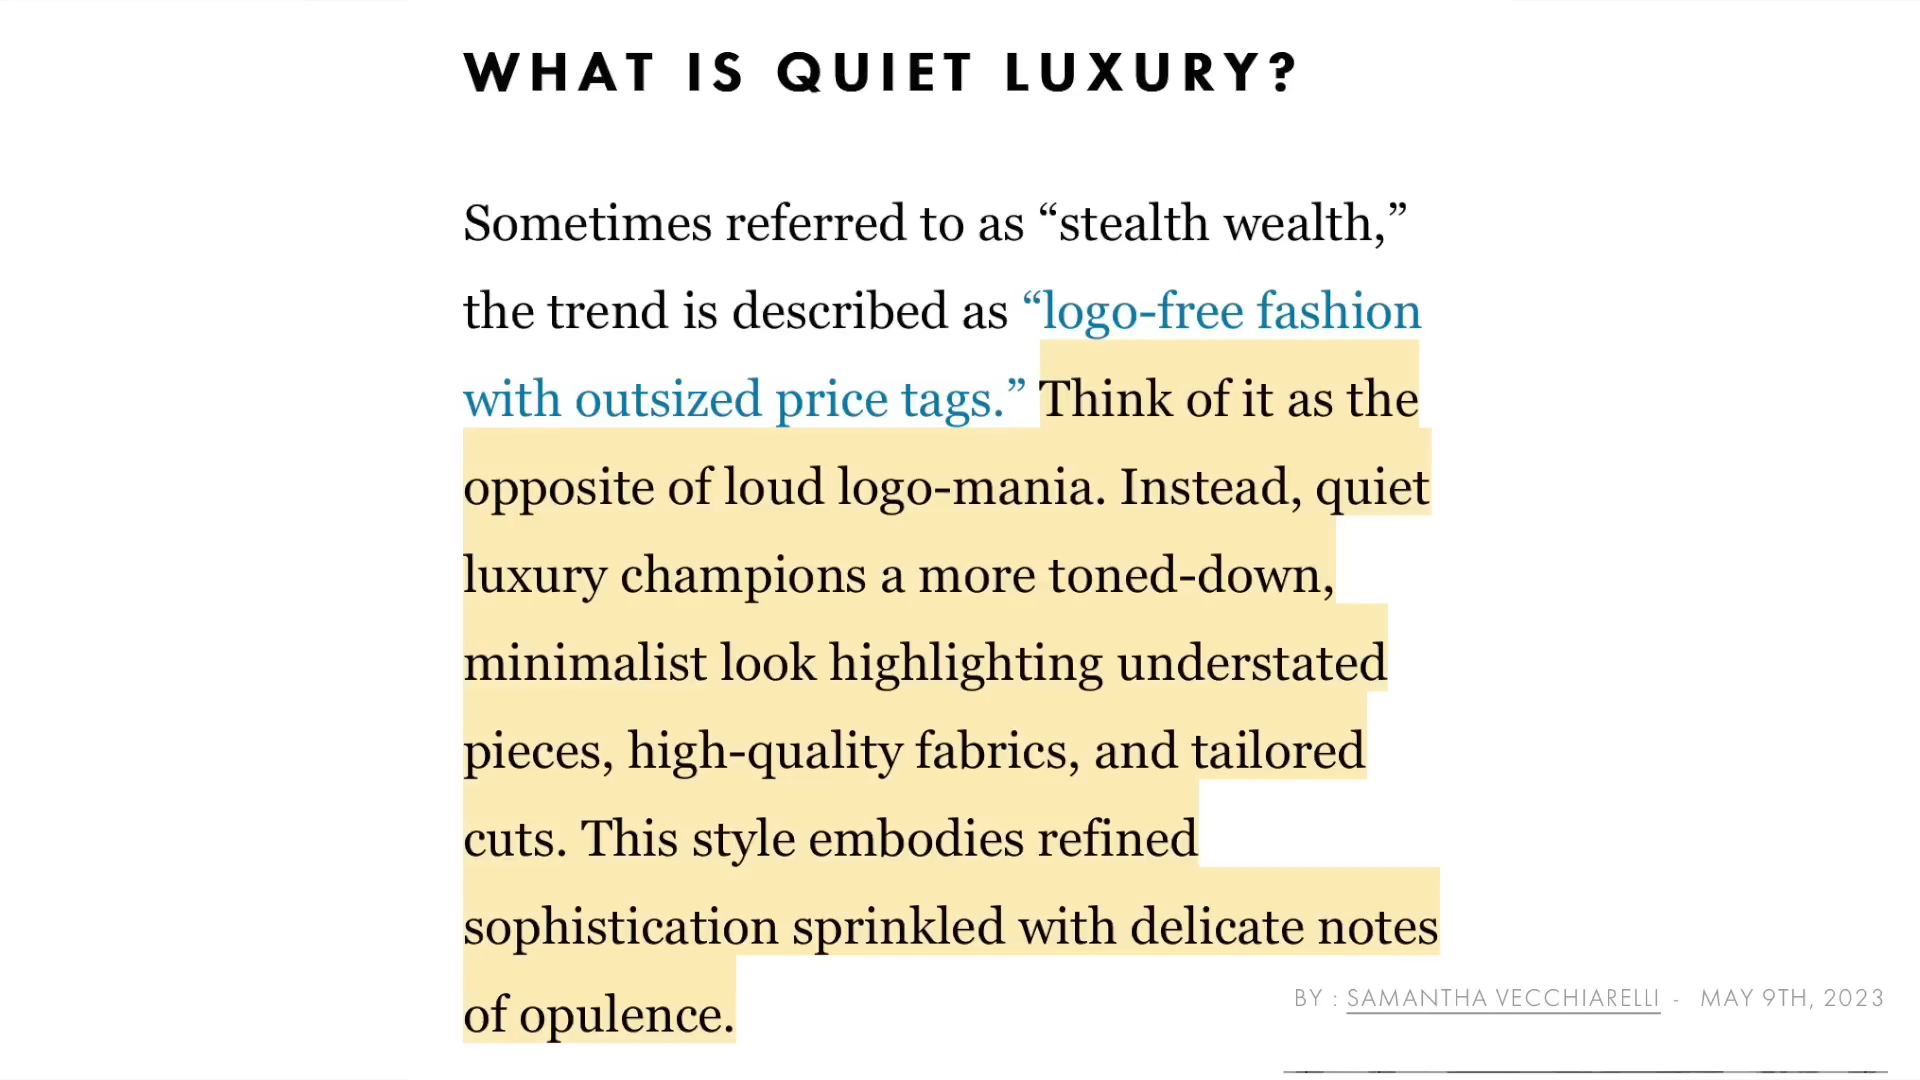 WHAT IS QUIET LUXURY?
Sometimes referred to as “stealth wealth,”
the trend is described as “logo-free fashion
with outsized price tags.” Think of it as the
opposite of loud logo-mania. Instead, quiet
luxury champions a more toned-down,
minimalist look highlighting understated
pieces, high-quality fabrics, and tailored
cuts. This style embodies refined
sophistication sprinkled with delicate notes
of opulence.
BY : SAMANTHA VECCHIARELLI - MAY 9TH, 2023